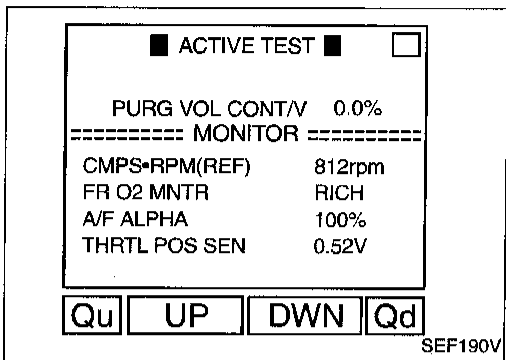 ■ ACTIVE TEST ■
PURG VOL CONT/V 0.0%
========= MONITOR =========
CMPS•RPM(REF) 812rpm
FR O2 MNTR RICH
A/F ALPHA 100%
THRTL POS SEN 0.52V
Qu UP DWN Qd
SEF190V